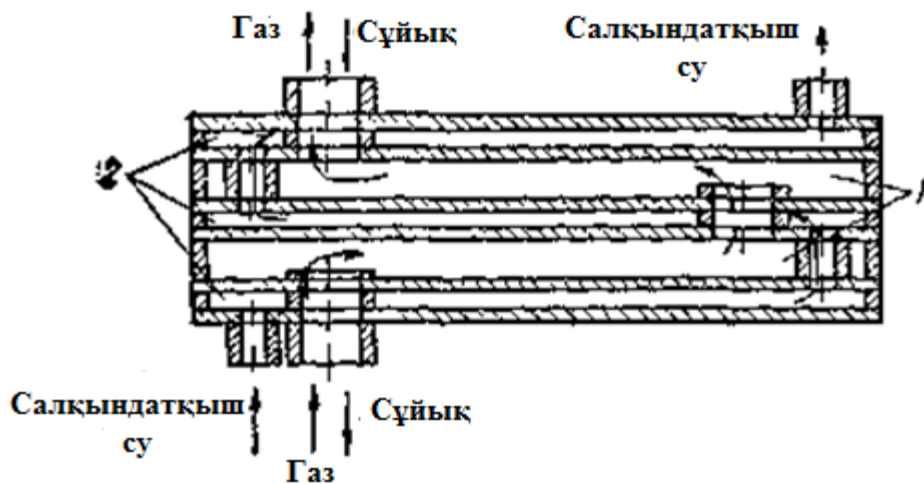 Газ
Сұйық
Салқындатқыш
су
Салқындатқыш
су
Сұйық
Газ